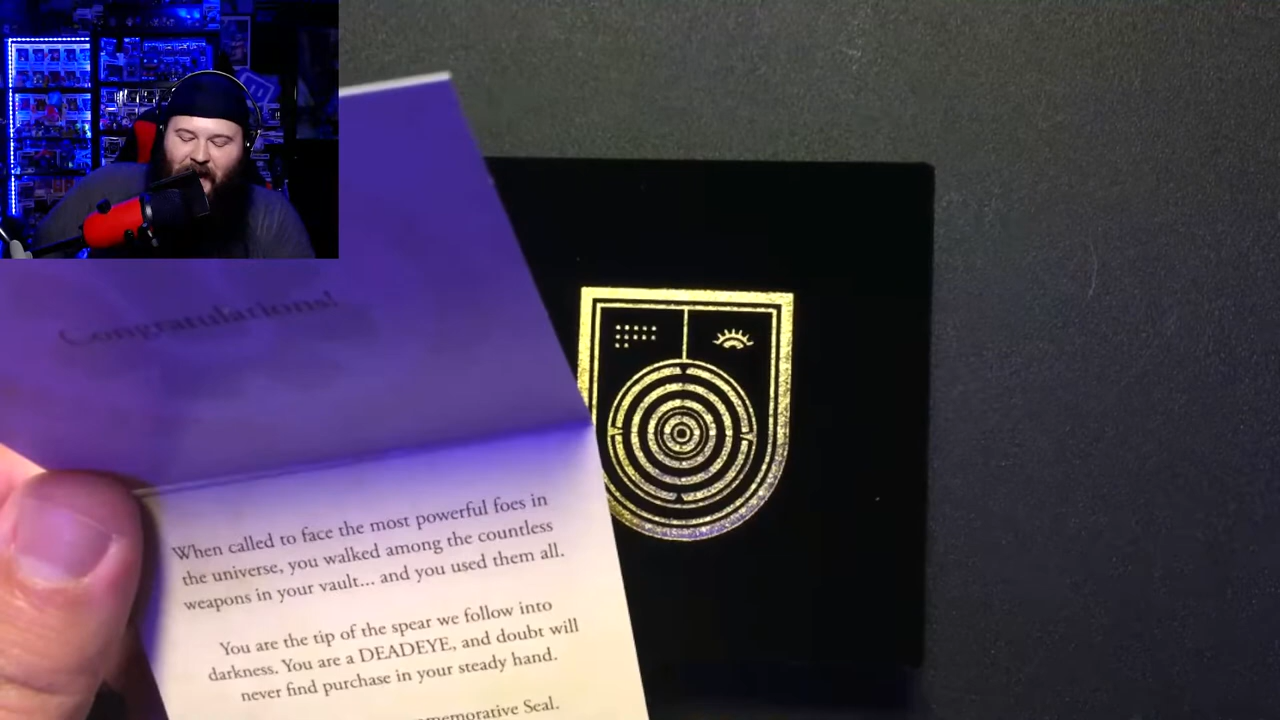 Congratulations!
When called to face the most powerful foes in
the universe, you walked among the countless
weapons in your vault... and you used them all.
You are the tip of the spear we follow into
darkness. You are a DEADEYE, and doubt will
never find purchase in your steady hand.
Seal.